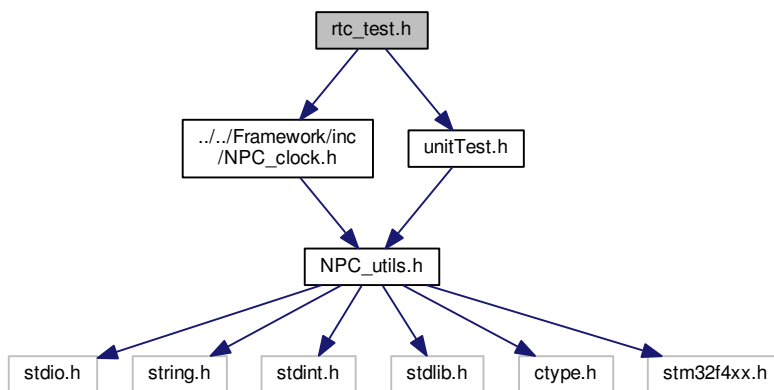 rtc_test.h
../../Framework/inc
/NPC_clock.h
unitTest.h
NPC_utils.h
stdio.h
string.h
stdint.h
stdlib.h
ctype.h
stm32f4xx.h